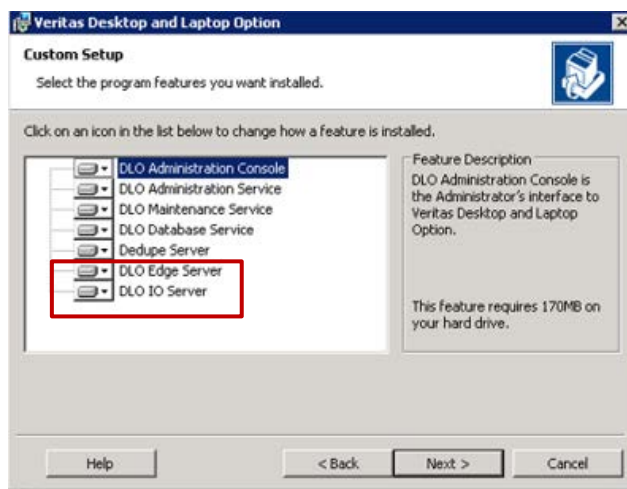 Veritas Desktop and Laptop Option
Custom Setup
Select the program features you want installed.
Click on an icon in the list below to change how a feature is installed.
DLO Administration Console
DLO Administration Service
DLO Maintenance Service
DLO Database Service
Dedupe Server
DLO Edge Server
DLO IO Server
Feature Description
DLO Administration Console is
the Administrator's interface to
Veritas Desktop and Laptop
Option.
This feature requires 170MB on
your hard drive.
Help
< Back
Next >
Cancel